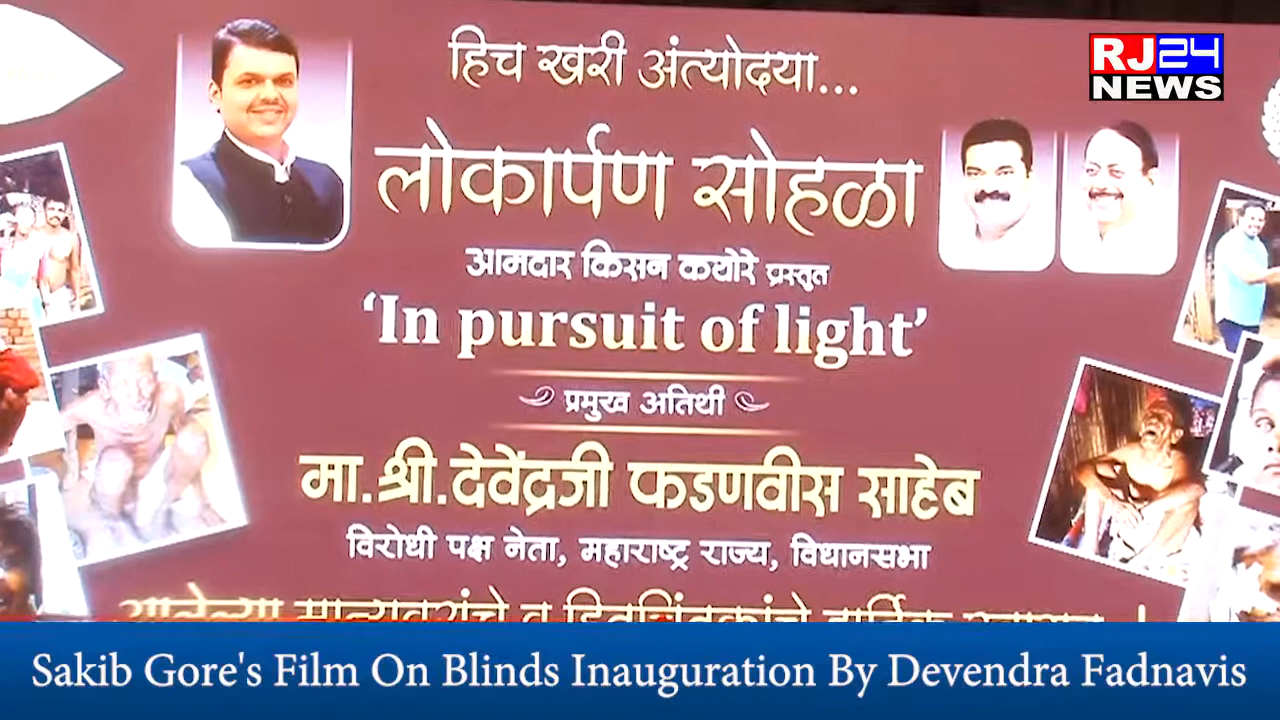 RJ24
NEWS
हिच खरी अंत्योदया...
लोकार्पण सोहळा
आमदार किसन कथोरे प्रस्तुत
‘In pursuit of light’
प्रमुख अतिथी
मा.श्री.देवेंद्रजी फडणवीस साहेब
विरोधी पक्ष नेता, महाराष्ट्र राज्य, विधानसभा
Sakib Gore's Film On Blinds Inauguration By Devendra Fadnavis